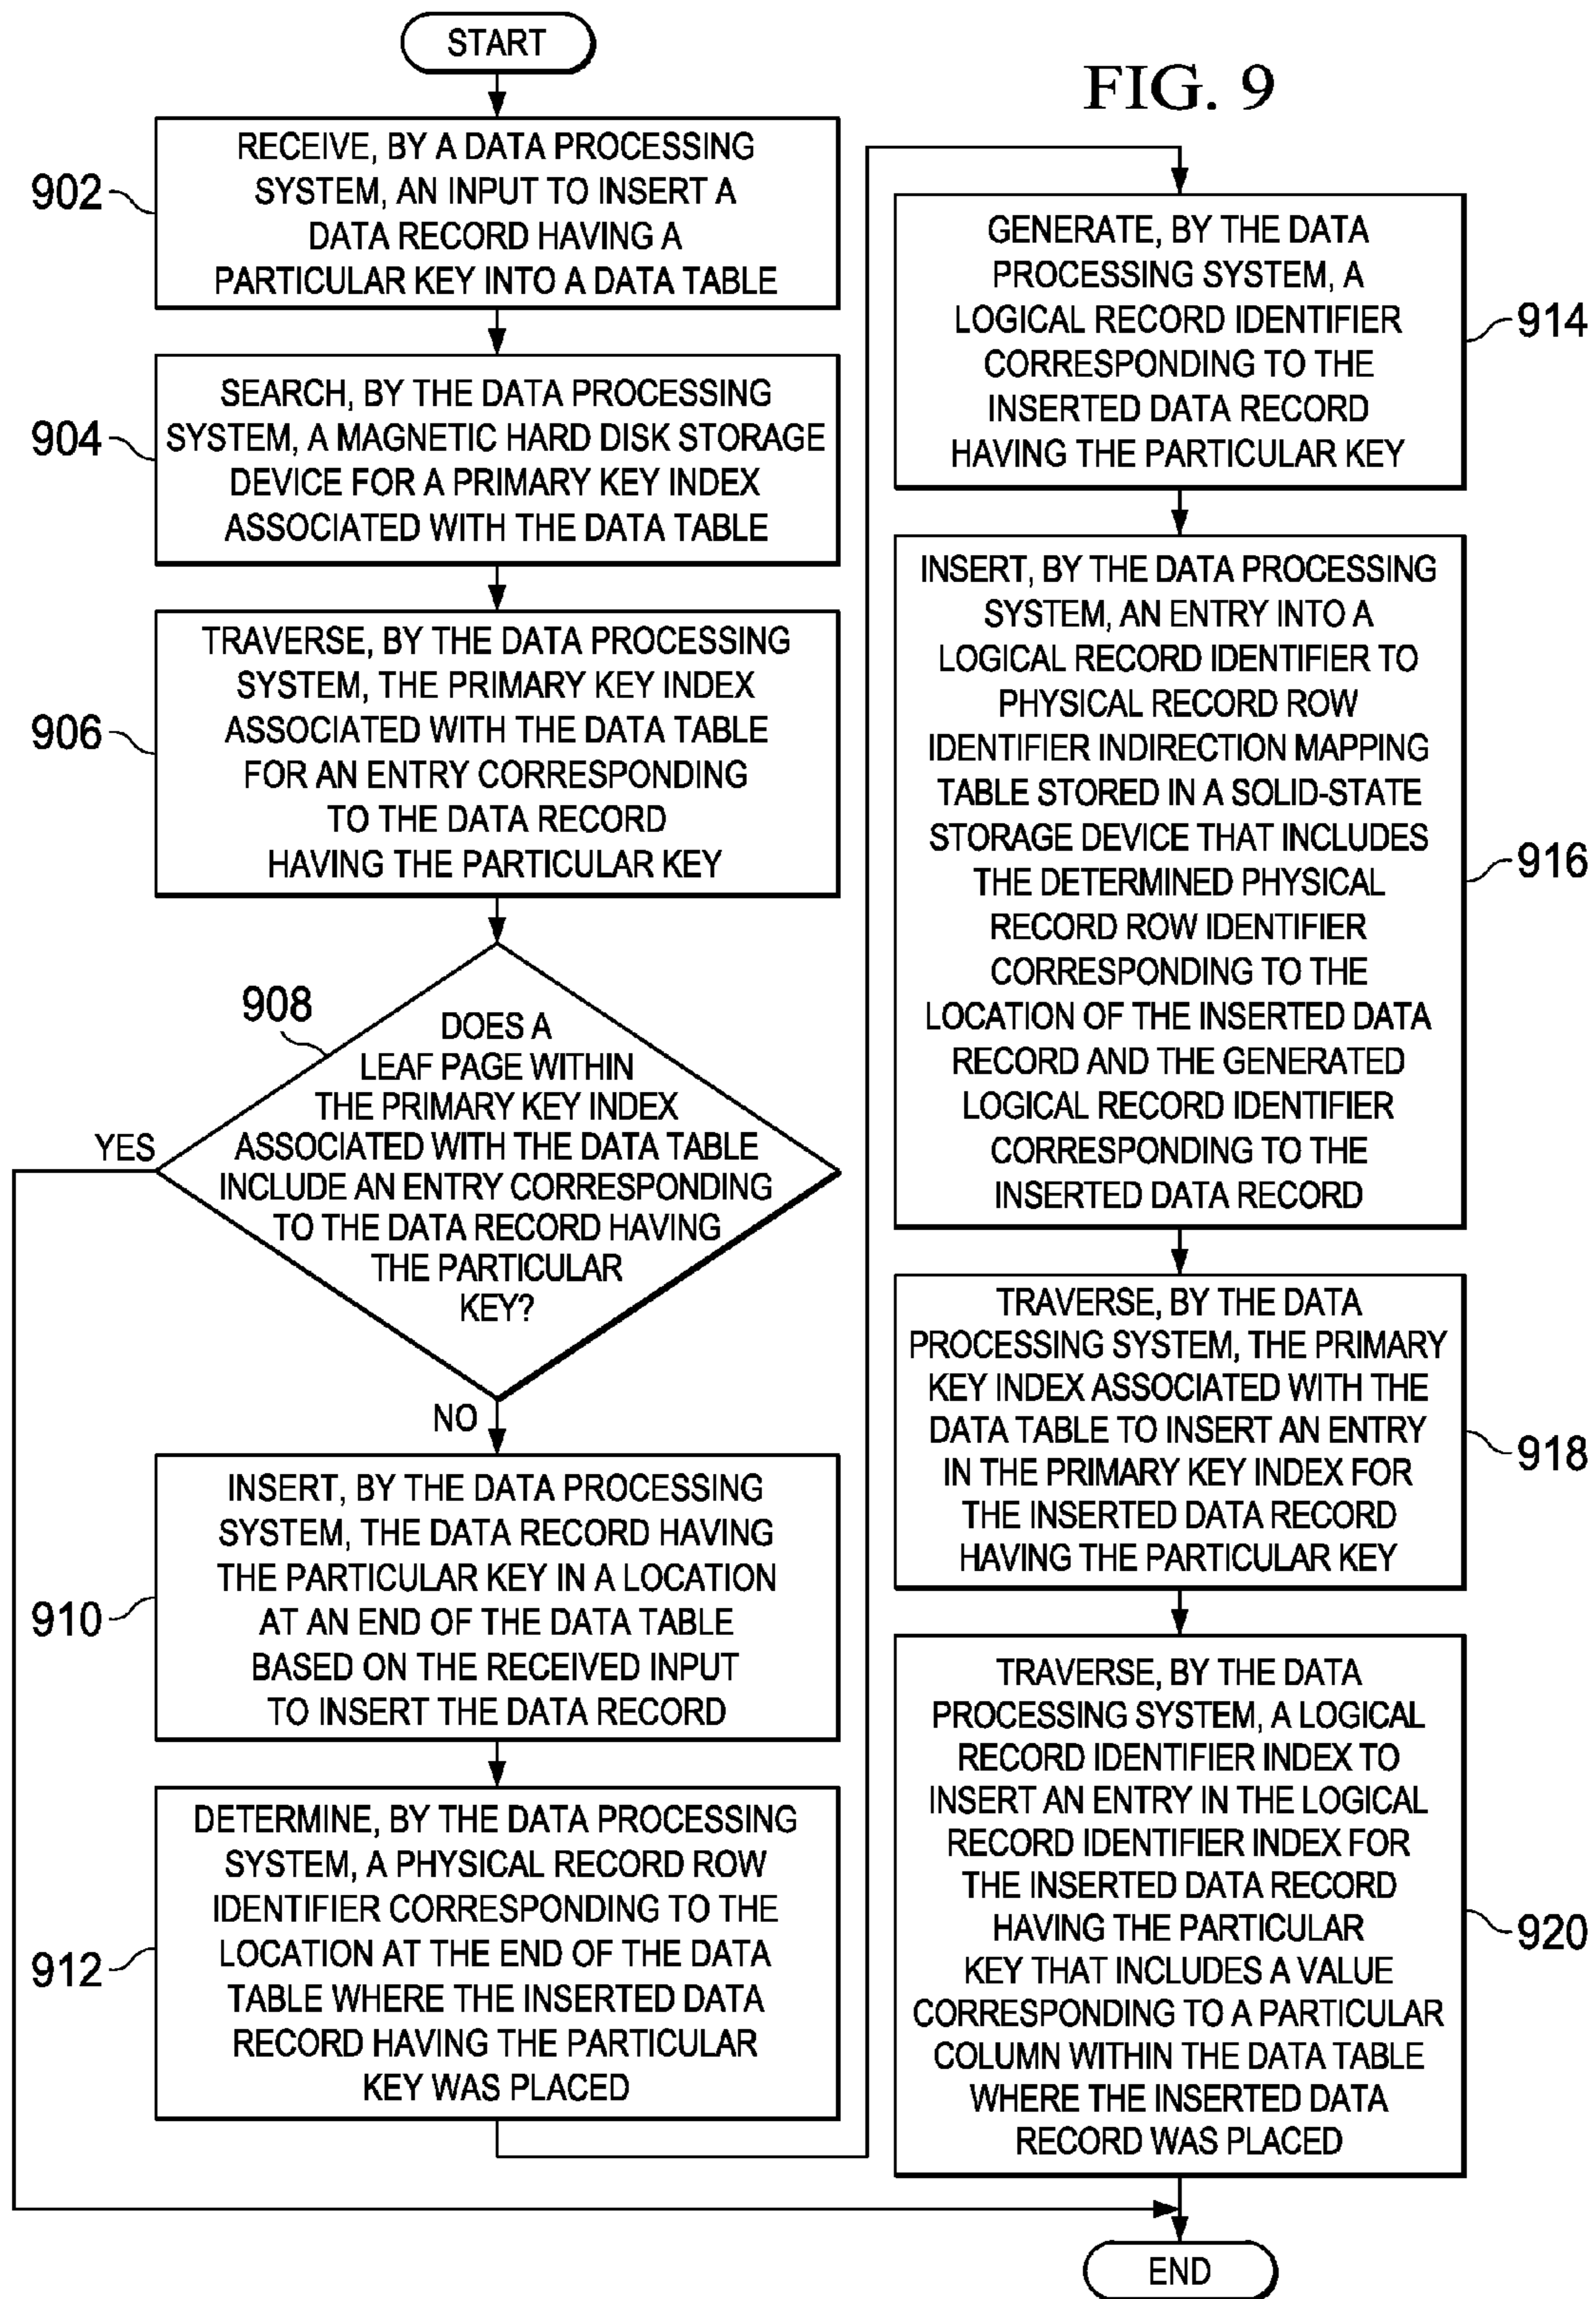 START
FIG. 9
902
RECEIVE, BY A DATA PROCESSING
SYSTEM, AN INPUT TO INSERT A
DATA RECORD HAVING A
PARTICULAR KEY INTO A DATA TABLE
904
SEARCH, BY THE DATA PROCESSING
SYSTEM, A MAGNETIC HARD DISK STORAGE
DEVICE FOR A PRIMARY KEY INDEX
ASSOCIATED WITH THE DATA TABLE
906
TRAVERSE, BY THE DATA PROCESSING
SYSTEM, THE PRIMARY KEY INDEX
ASSOCIATED WITH THE DATA TABLE
FOR AN ENTRY CORRESPONDING
TO THE DATA RECORD
HAVING THE PARTICULAR KEY
908
DOES A
LEAF PAGE WITHIN
THE PRIMARY KEY INDEX
ASSOCIATED WITH THE DATA TABLE
INCLUDE AN ENTRY CORRESPONDING
TO THE DATA RECORD HAVING
THE PARTICULAR
KEY?
YES
NO
910
INSERT, BY THE DATA PROCESSING
SYSTEM, THE DATA RECORD HAVING
THE PARTICULAR KEY IN A LOCATION
AT AN END OF THE DATA TABLE
BASED ON THE RECEIVED INPUT
TO INSERT THE DATA RECORD
912
DETERMINE, BY THE DATA PROCESSING
SYSTEM, A PHYSICAL RECORD ROW
IDENTIFIER CORRESPONDING TO THE
LOCATION AT THE END OF THE DATA
TABLE WHERE THE INSERTED DATA
RECORD HAVING THE PARTICULAR
KEY WAS PLACED
GENERATE, BY THE DATA
PROCESSING SYSTEM, A
LOGICAL RECORD IDENTIFIER
CORRESPONDING TO THE
INSERTED DATA RECORD
HAVING THE PARTICULAR KEY
914
INSERT, BY THE DATA PROCESSING
SYSTEM, AN ENTRY INTO A
LOGICAL RECORD IDENTIFIER TO
PHYSICAL RECORD ROW
IDENTIFIER INDIRECTION MAPPING
TABLE STORED IN A SOLID-STATE
STORAGE DEVICE THAT INCLUDES
THE DETERMINED PHYSICAL
RECORD ROW IDENTIFIER
CORRESPONDING TO THE
LOCATION OF THE INSERTED DATA
RECORD AND THE GENERATED
LOGICAL RECORD IDENTIFIER
CORRESPONDING TO THE
INSERTED DATA RECORD
916
TRAVERSE, BY THE DATA
PROCESSING SYSTEM, THE PRIMARY
KEY INDEX ASSOCIATED WITH THE
DATA TABLE TO INSERT AN ENTRY
IN THE PRIMARY KEY INDEX FOR
THE INSERTED DATA RECORD
HAVING THE PARTICULAR KEY
918
TRAVERSE, BY THE DATA
PROCESSING SYSTEM, A LOGICAL
RECORD IDENTIFIER INDEX TO
INSERT AN ENTRY IN THE LOGICAL
RECORD IDENTIFIER INDEX FOR
THE INSERTED DATA RECORD
HAVING THE PARTICULAR
KEY THAT INCLUDES A VALUE
CORRESPONDING TO A PARTICULAR
COLUMN WITHIN THE DATA TABLE
WHERE THE INSERTED DATA
RECORD WAS PLACED
920
END